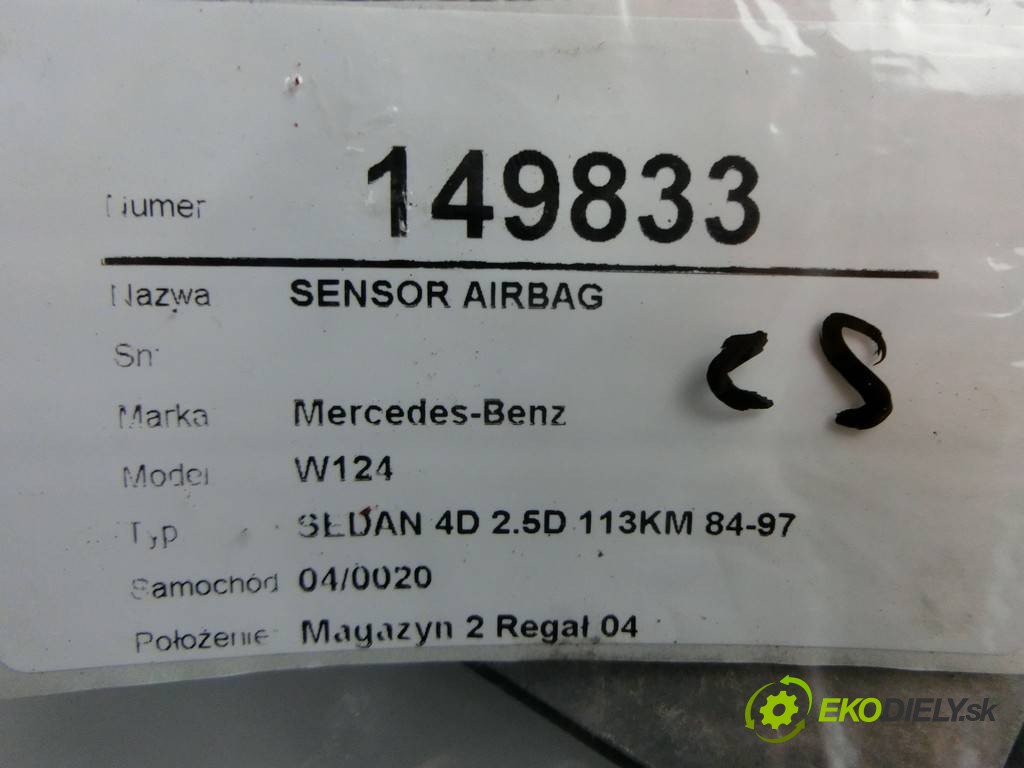 Numer 149833
Nazwa SENSOR AIRBAG
Sn
Marka Mercedes-Benz
Model W124
Typ SEDAN 4D 2.5D 113KM 84-97
Samochód 04/0020
Położenie Magazyn 2 Regał 04
EKODIELY.sk